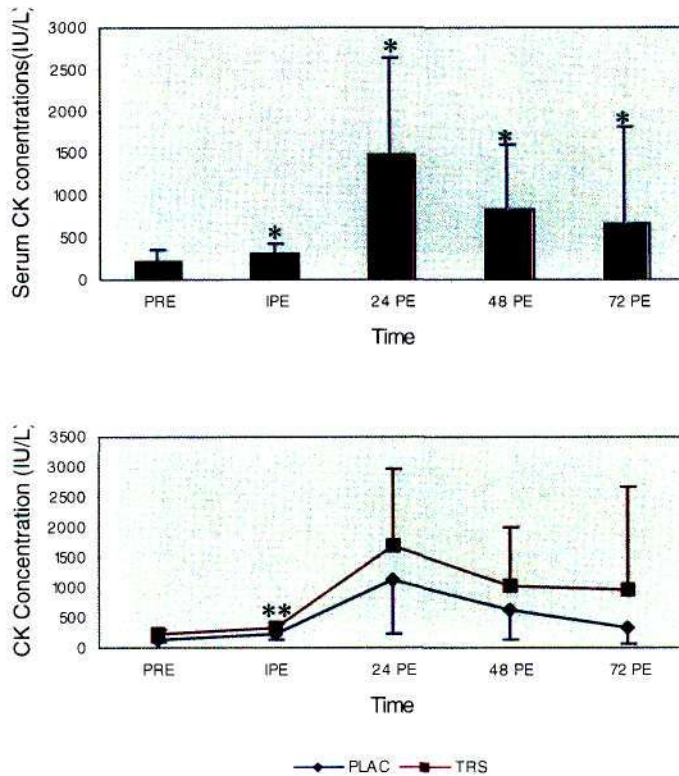 Serum CK conentrations(IU/L)
3000
2500
2000
1500
1000
500
0
* * * *
PRE IPE 24 PE 48 PE 72 PE
Time
CK Concentration (IU/L)
3500
3000
2500
2000
1500
1000
500
0
**
PRE IPE 24 PE 48 PE 72 PE
Time
PLAC TRS